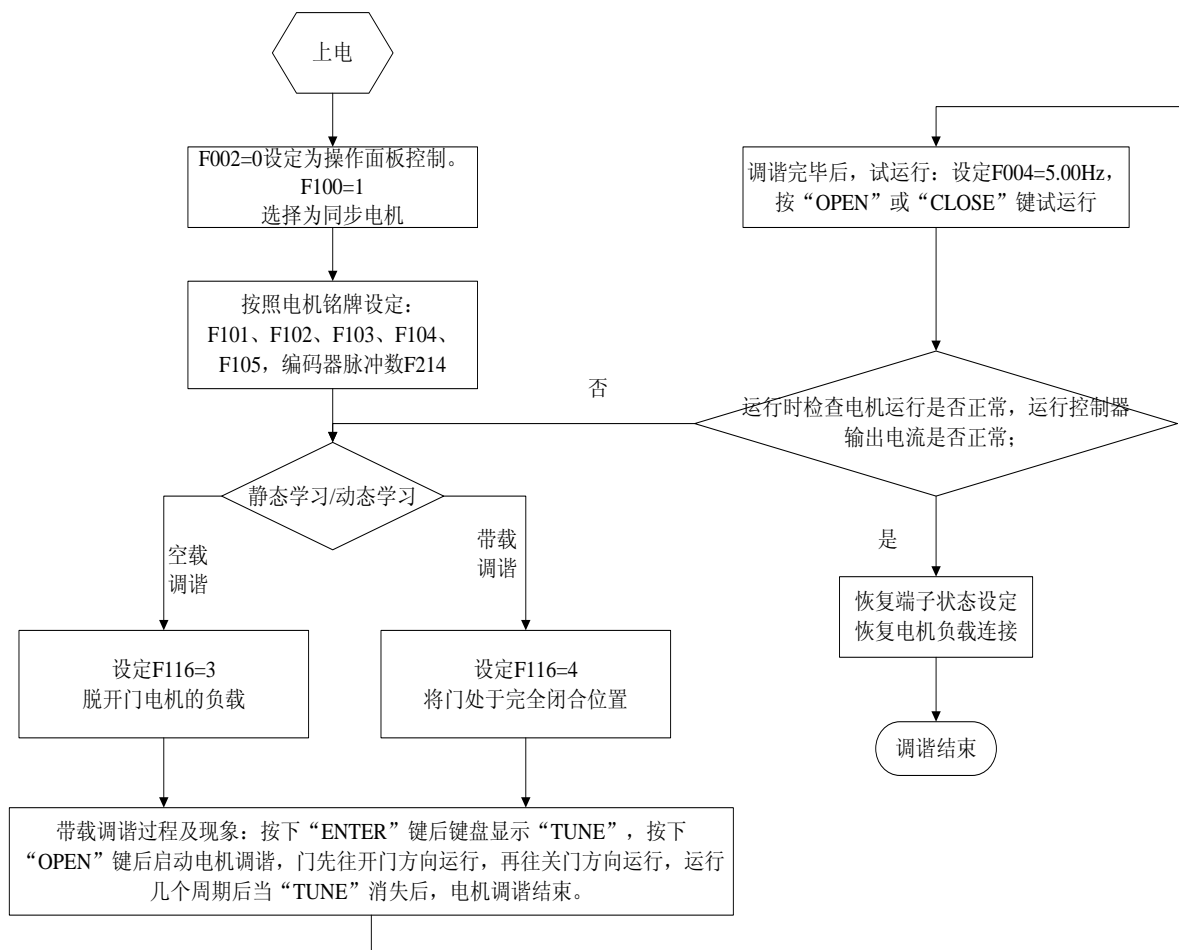 上电
F002=0设定为操作面板控制。
F100=1
选择为同步电机
按照电机铭牌设定：
F101、F102、F103、F104、
F105，编码器脉冲数F214
静态学习/动态学习
空载
调谐
带载
调谐
设定F116=3
脱开门电机的负载
设定F116=4
将门处于完全闭合位置
带载调谐过程及现象：按下“ENTER”键后键盘显示“TUNE”，按下
“OPEN”键后启动电机调谐，门先往开门方向运行，再往关门方向运行，运行
几个周期后当“TUNE”消失后，电机调谐结束。
调谐完毕后，试运行：设定F004=5.00Hz，
按“OPEN”或“CLOSE”键试运行
运行时检查电机运行是否正常，运行控制器
输出电流是否正常；
否
是
恢复端子状态设定
恢复电机负载连接
调谐结束